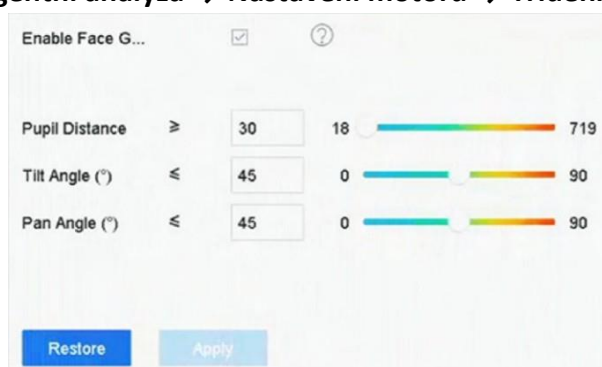 Enable Face G...
Pupil Distance ≥ 30 18 719
Tilt Angle (°) ≤ 45 0 90
Pan Angle (°) ≤ 45 0 90
Restore Apply